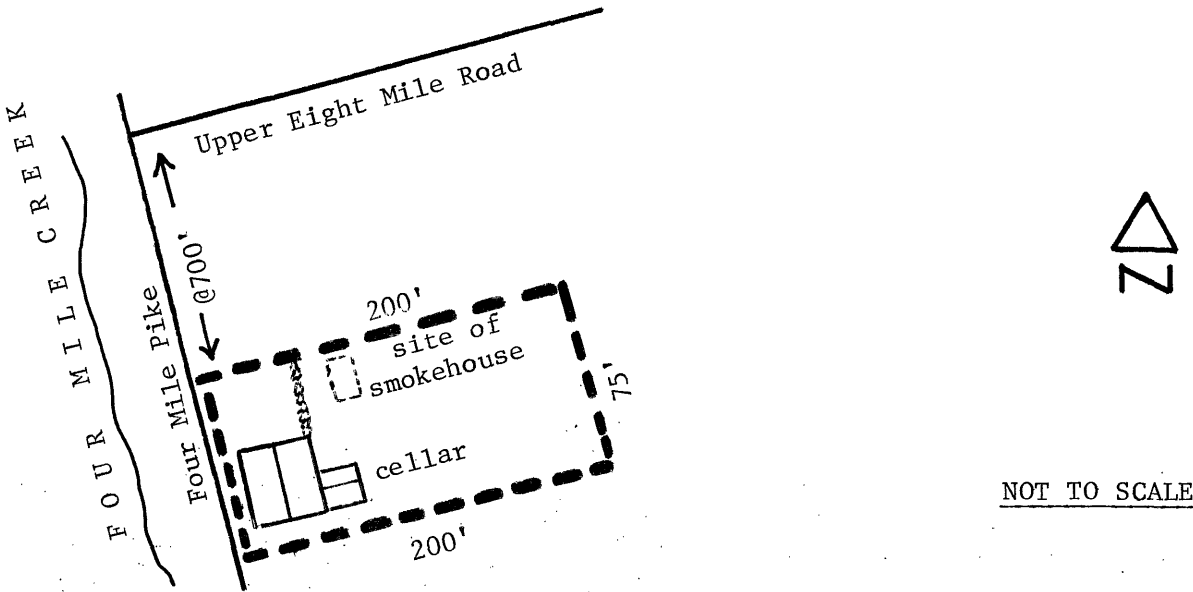 Upper Eight Mile Road
FOUR MILE CREEK
Four Mile Pike
@700'
200'
site of
smokehouse
75'
cellar
200'
N
NOT TO SCALE